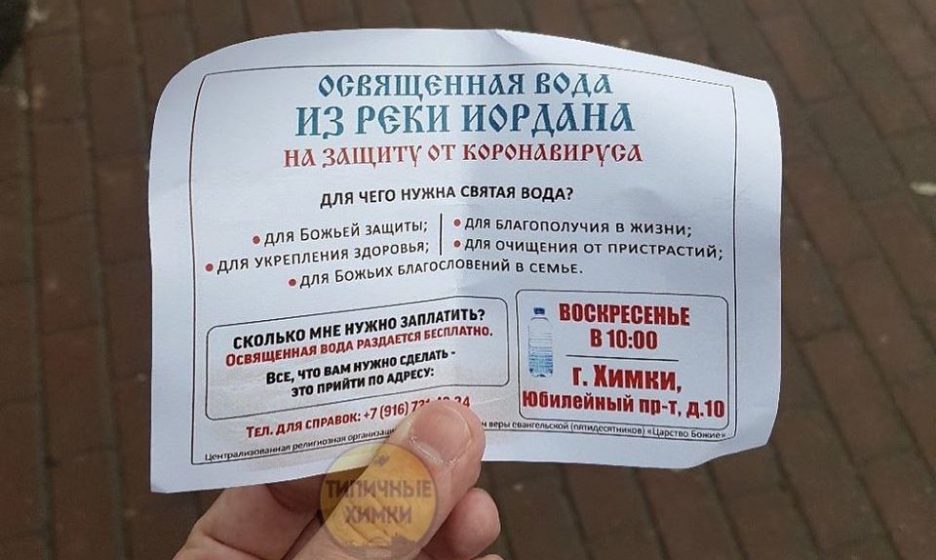 ОСВЯЩЕННАЯ ВОДА
ИЗ РЕКИ ИОРДАНА
НА ЗАЩИТУ ОТ КОРОНАВИРУСА
ДЛЯ ЧЕГО НУЖНА СВЯТАЯ ВОДА?
• ДЛЯ БОЖЬЕЙ ЗАЩИТЫ;
• ДЛЯ УКРЕПЛЕНИЯ ЗДОРОВЬЯ;
• ДЛЯ БЛАГОПОЛУЧИЯ В ЖИЗНИ;
• ДЛЯ ОЧИЩЕНИЯ ОТ ПРИСТРАСТИЙ;
• ДЛЯ БОЖЬИХ БЛАГОСЛОВЕНИЙ В СЕМЬЕ.
СКОЛЬКО МНЕ НУЖНО ЗАПЛАТИТЬ?
ОСВЯЩЕННАЯ ВОДА РАЗДАЕТСЯ БЕСПЛАТНО.
ВСЕ, ЧТО ВАМ НУЖНО СДЕЛАТЬ -
ЭТО ПРИЙТИ ПО АДРЕСУ:
ВОСКРЕСЕНЬЕ
В 10:00
г. Химки,
Юбилейный пр-т, д.10
ТЕЛ. ДЛЯ СПРАВОК: +7 (916)
Централизованная религиозная веры евангельской (пятидесятников) «Царство Божие»
ТИПИЧНЫЕ
ХИМКИ